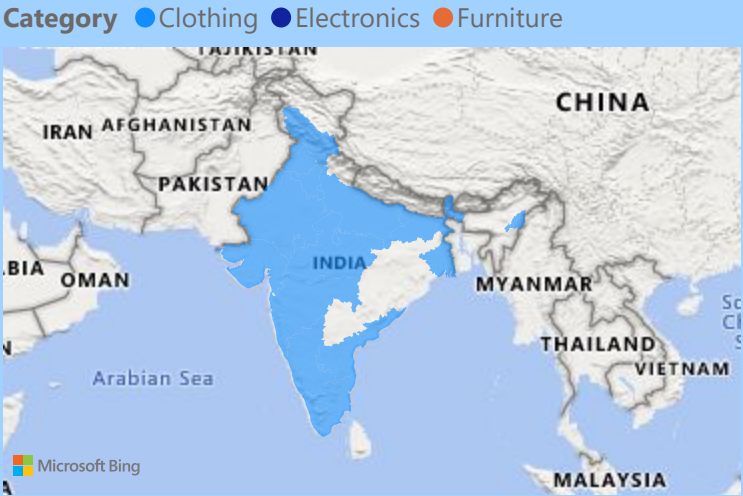 Category Clothing Electronics Furniture
TAJIKISTAN
CHINA
IRAN AFGHANISTAN
PAKISTAN
INDIA
OMAN
MYANMAR
THAILAND
VIETNAM
Arabian Sea
Microsoft Bing
MALAYSIA